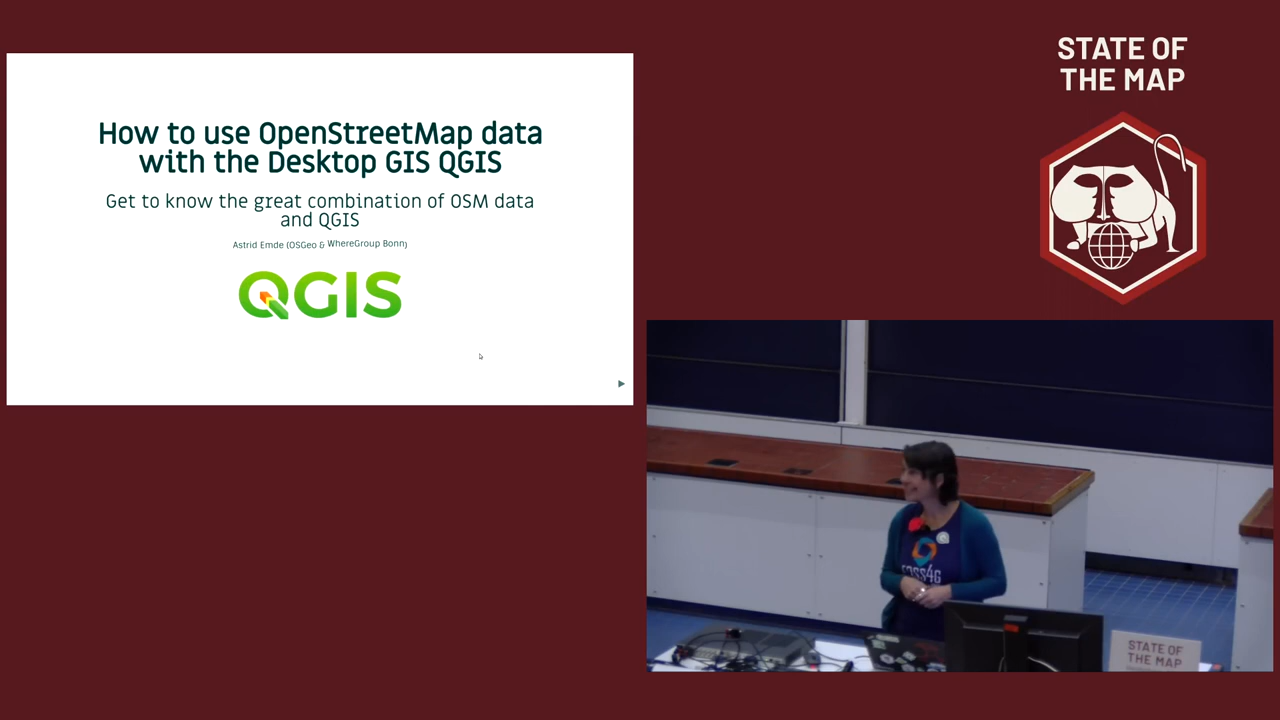 How to use OpenStreetMap data
with the Desktop GIS QGIS
Get to know the great combination of OSM data
and QGIS
Astrid Emde (OSGeo & WhereGroup Bonn)
QGIS
STATE OF
THE MAP
FOSS4G
STATE OF
THE MAP